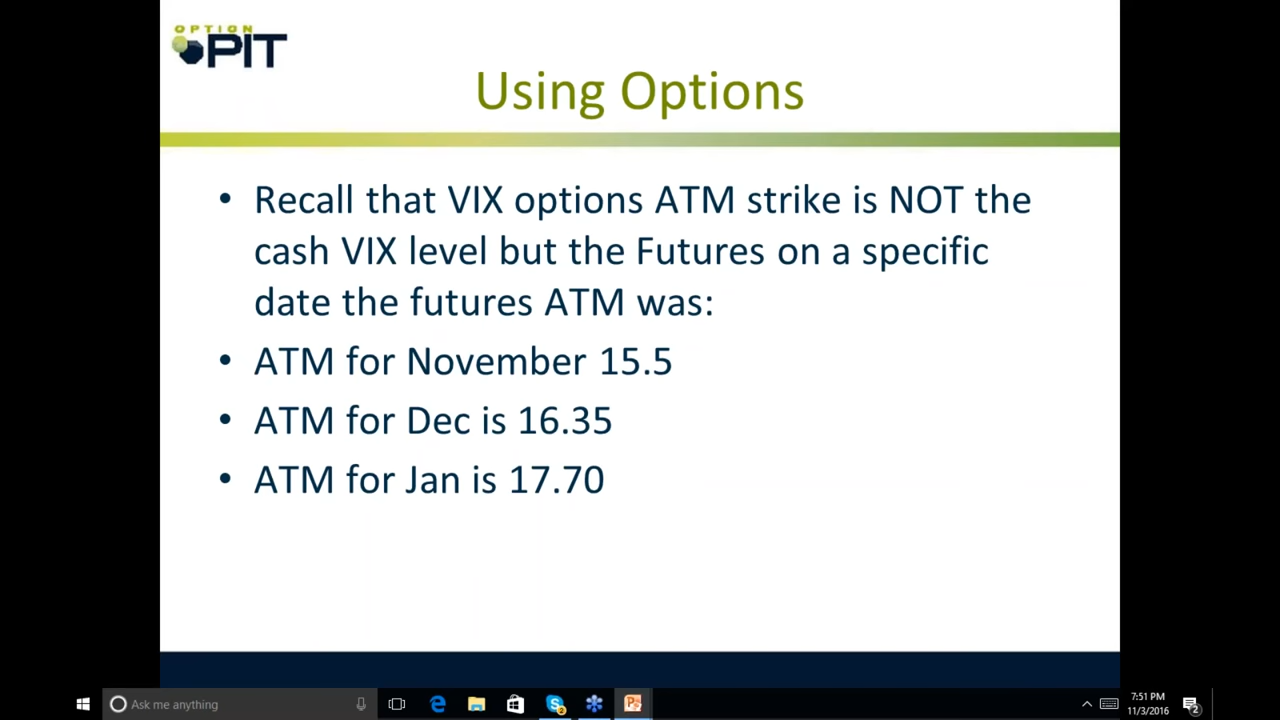 OPTION
PIT
Using Options
• Recall that VIX options ATM strike is NOT the
cash VIX level but the Futures on a specific
date the futures ATM was:
• ATM for November 15.5
• ATM for Dec is 16.35
• ATM for Jan is 17.70
Ask me anything
7:51 PM
11/3/2016
2